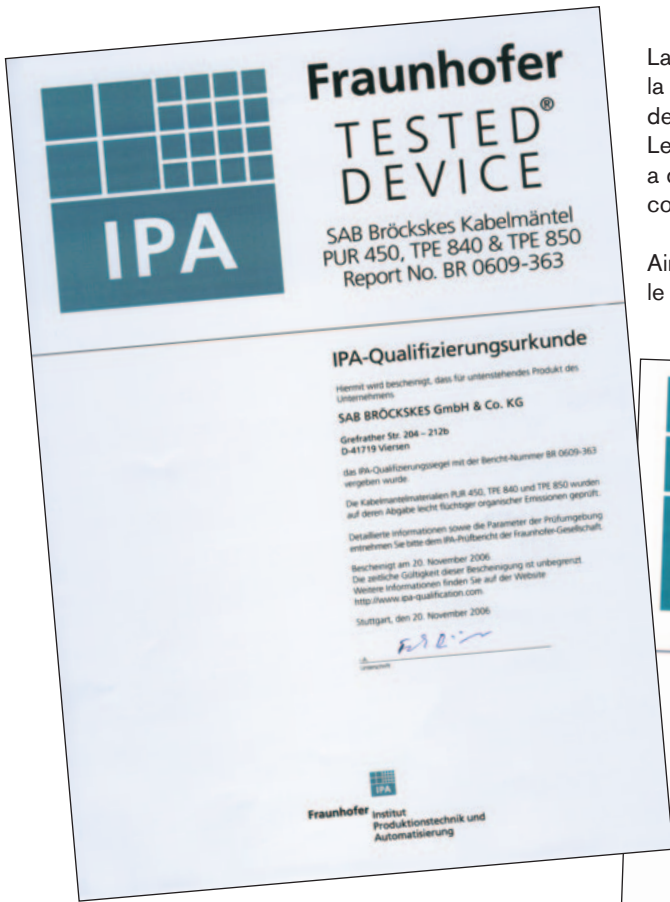 IPA
Fraunhofer
TESTED®
DEVICE
SAB Bröckskes Kabelmäntel
PUR 450, TPE 840 & TPE 850
Report No. BR 0609-363
IPA-Qualifizierungsurkunde
Hiermit wird bescheinigt, dass für untenstehendes Produkt des
Unternehmens
SAB BRÖCKSKES GmbH & Co. KG
Grefrather Str. 204 – 212b
D-41719 Viersen
das IPA-Qualifizierungssiegel mit der Bericht-Nummer BR 0609-363
vergeben wurde.
Die Kabelmantelmaterialien PUR 450, TPE 840 und TPE 850 wurden
auf deren Abgabe leicht flüchtiger organischer Emissionen geprüft.
Detaillierte Informationen sowie die Parameter der Prüfumgebung
entnehmen Sie bitte dem IPA-Prüfbericht der Fraunhofer-Gesellschaft.
Bescheinigt am 20. November 2006.
Die zeitliche Gültigkeit dieser Bescheinigung ist unbegrenzt.
Weitere Informationen finden Sie auf der Website
http://www.ipa-qualification.com.
Stuttgart, den 20. November 2006
Unterschrift
IPA
Fraunhofer Institut
Produktionstechnik und
Automatisierung
La
la
de
Le
a
co
le